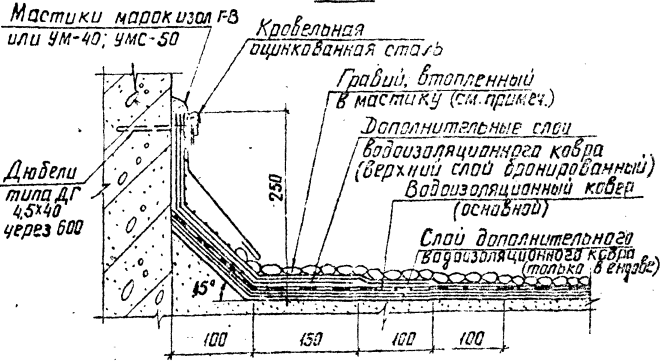 Мастики марок изол Г-В
или УМ-40; УМС-50
Кровельная
оцинкованная сталь
Гравий, втопленный
в мастику (см. примеч.)
Дополнительные слои
водоизоляционного ковра
(верхний слой бронированный)
Водоизоляционный ковер
(основной)
Слой дополнительного
водоизоляционного ковра
(только в ендове)
Дюбели
типа ДГ
4,5×40
через 600
250
45°
100
150
100
100